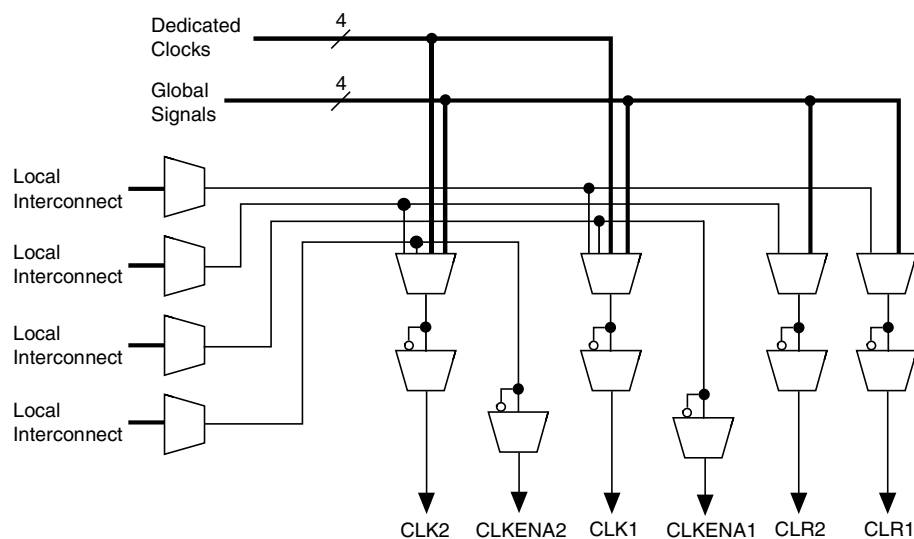 Dedicated
Clocks
4
Global
Signals
4
Local
Interconnect
Local
Interconnect
Local
Interconnect
Local
Interconnect
CLK2
CLKENA2
CLK1
CLKENA1
CLR2
CLR1